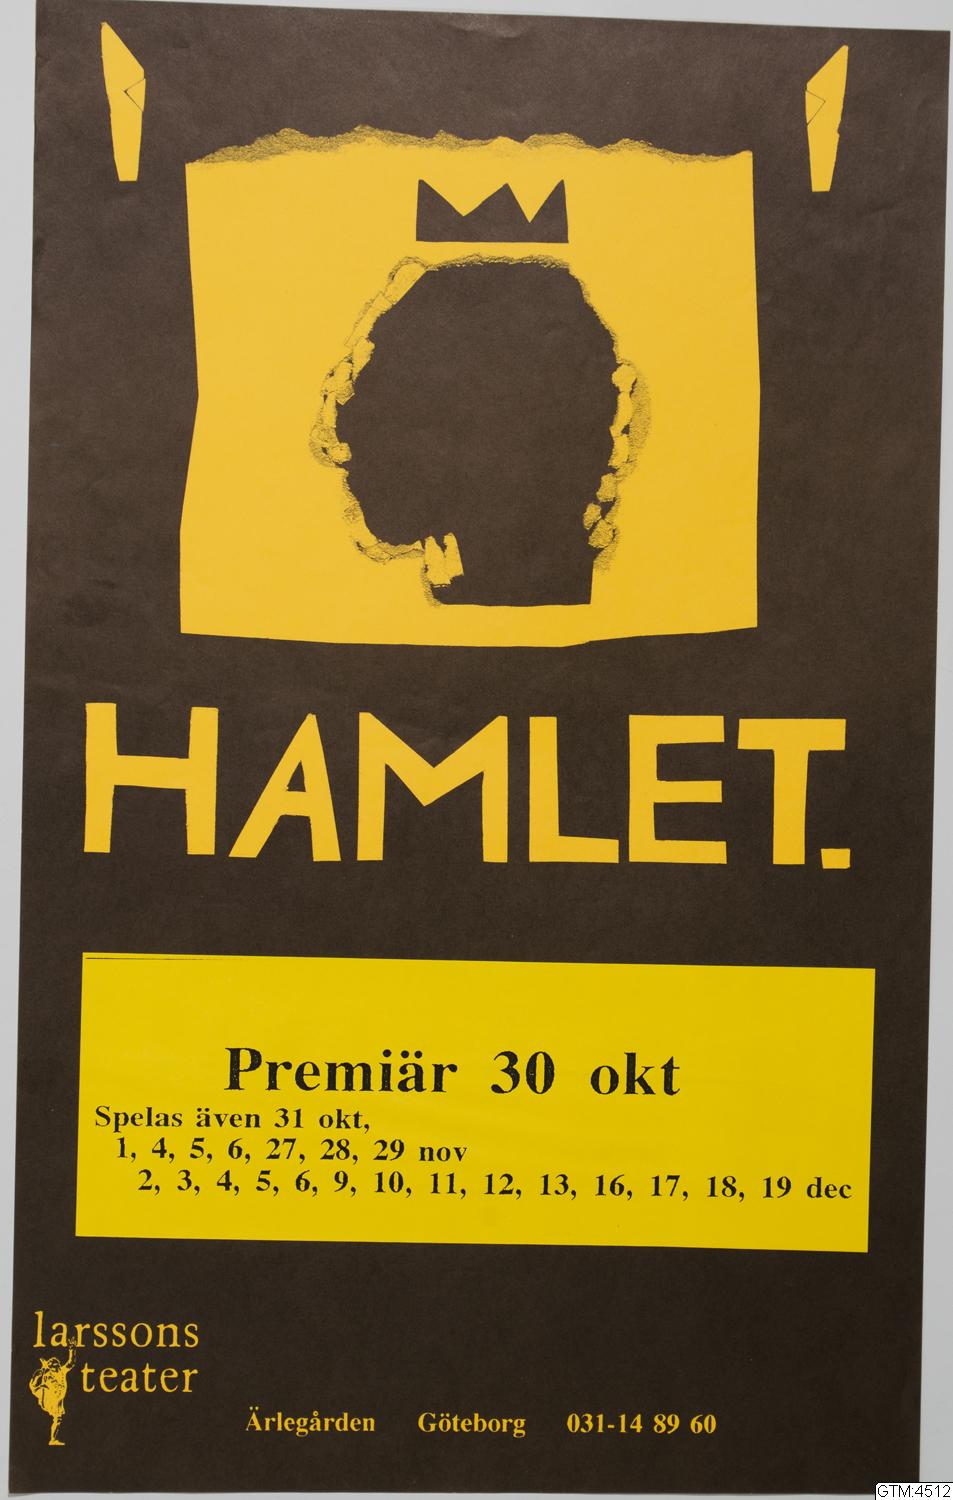 HAMLET.
Premiär 30 okt
Spelas även 31 okt,
1, 4, 5, 6, 27, 28, 29 nov
2, 3, 4, 5, 6, 9, 10, 11, 12, 13, 16, 17, 18, 19 dec
larssons
teater
Ärlegården Göteborg 031-14 89 60
GTM:4512